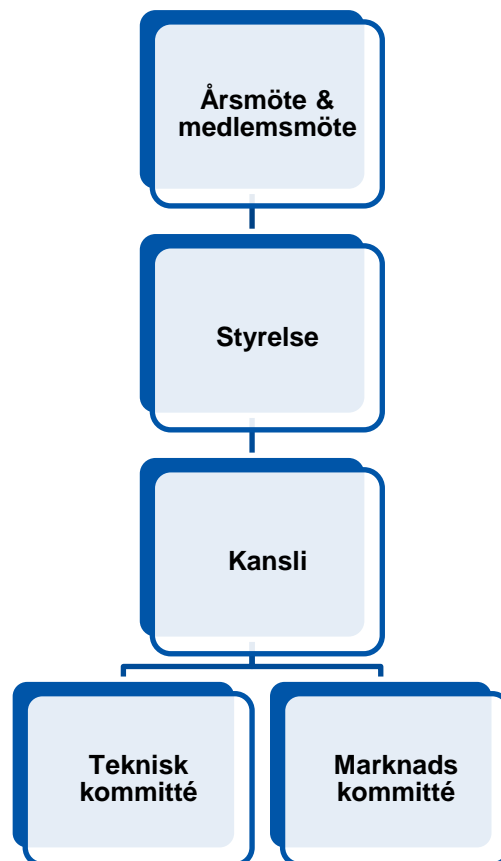 Årsmöte &
medlemsmöte
Styrelse
Kansli
Teknisk
kommitté
Marknads
kommitté